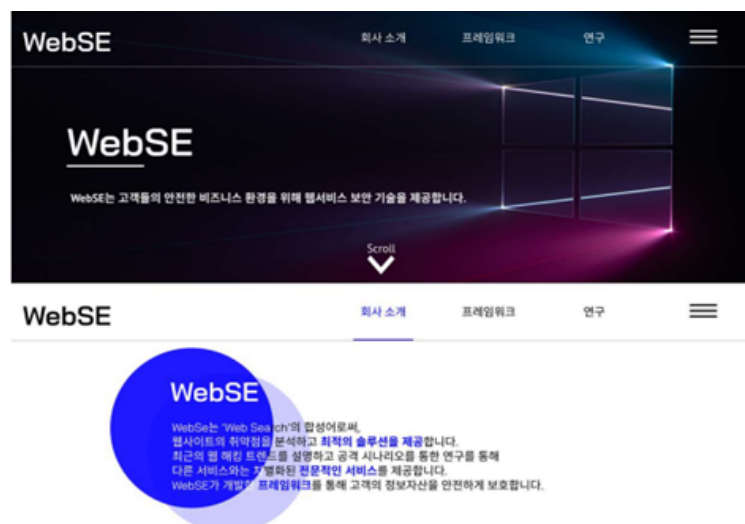 WebSE
회사 소개
프레임워크
연구
WebSE
WebSE는 고객들의 안전한 비즈니스 환경을 위해 웹서비스 보안 기술을 제공합니다.
Scroll
WebSE
회사 소개
프레임워크
연구
WebSE
WebSe는 'Web Search'의 합성어로써,
웹사이트의 취약점을 분석하고 최적의 솔루션을 제공합니다.
최근의 웹 해킹 트렌드를 설명하고 공격 시나리오를 통한 연구를 통해
다른 서비스와는 차별화된 전문적인 서비스를 제공합니다.
WebSE가 개발한 프레임워크를 통해 고객의 정보자산을 안전하게 보호합니다.